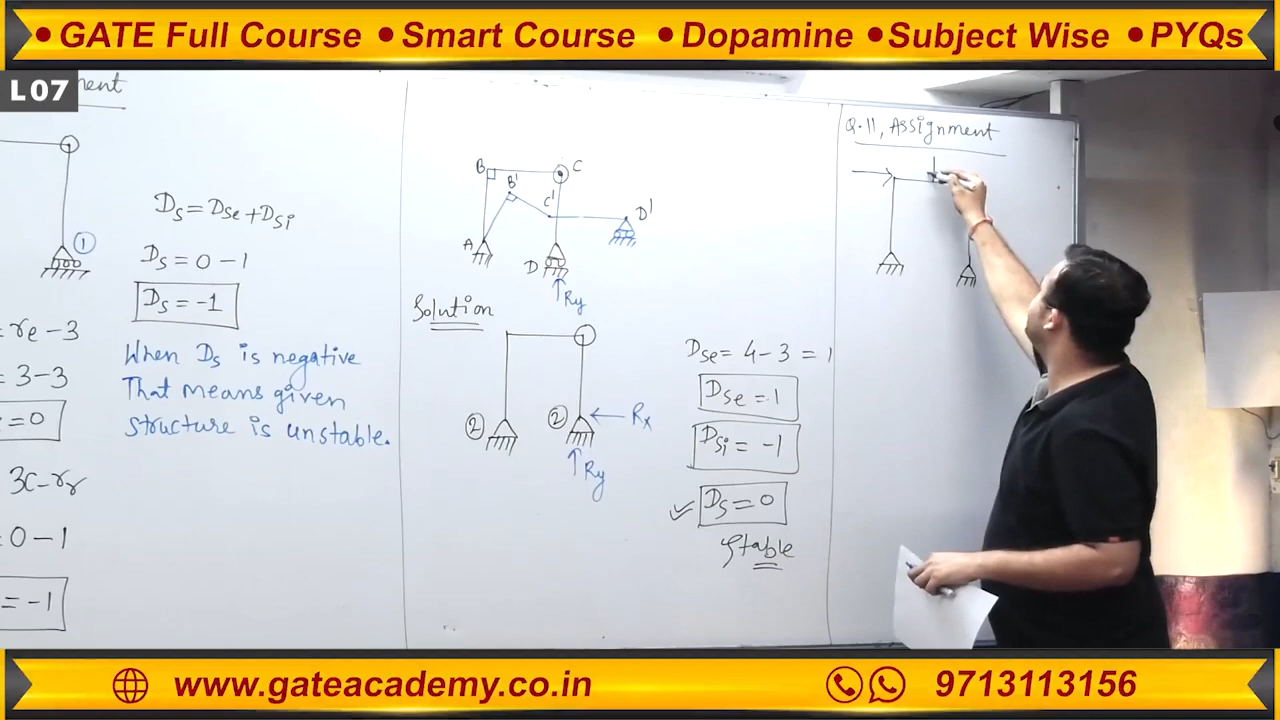 • GATE Full Course • Smart Course • Dopamine • Subject Wise • PYQs
L 07
ment
1
= re - 3
= 3 - 3
= 0
3C - rr
0 - 1
= -1
Ds = Dse + Dsi
Ds = 0 - 1
Ds = -1
When Ds is negative
That means given
structure is unstable.
B
C
B'
C'
D'
A
D
Ry
Solution
2
2
Rx
Ry
Dse = 4 - 3 = 1
Dse = 1
Dsi = -1
Ds = 0
Stable
Q.11, Assignment
www.gateacademy.co.in
9713113156